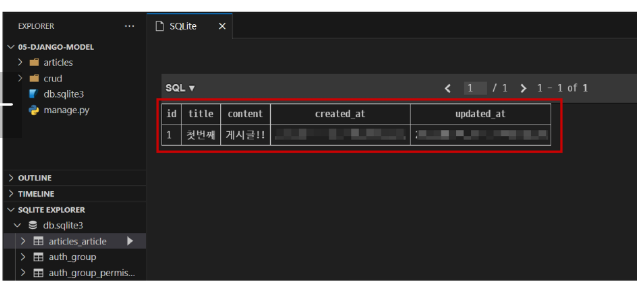 EXPLORER ...
SQLite
05-DJANGO-MODEL
articles
crud
db.sqlite3
manage.py
SQL
1 / 1 1 - 1 of 1
id title content created_at updated_at
1 첫번째 게시글!!
OUTLINE
TIMELINE
SQLITE EXPLORER
db.sqlite3
articles_article
auth_group
auth_group_permis...